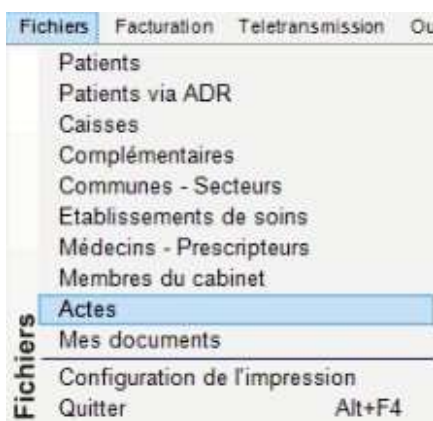 Fichiers Facturation Teletransmission Ou
Patients
Patients via ADR
Caisses
Complémentaires
Communes - Secteurs
Etablissements de soins
Médecins - Prescripteurs
Membres du cabinet
Actes
Mes documents
Configuration de l'impression
Quitter Alt+F4
Fichiers